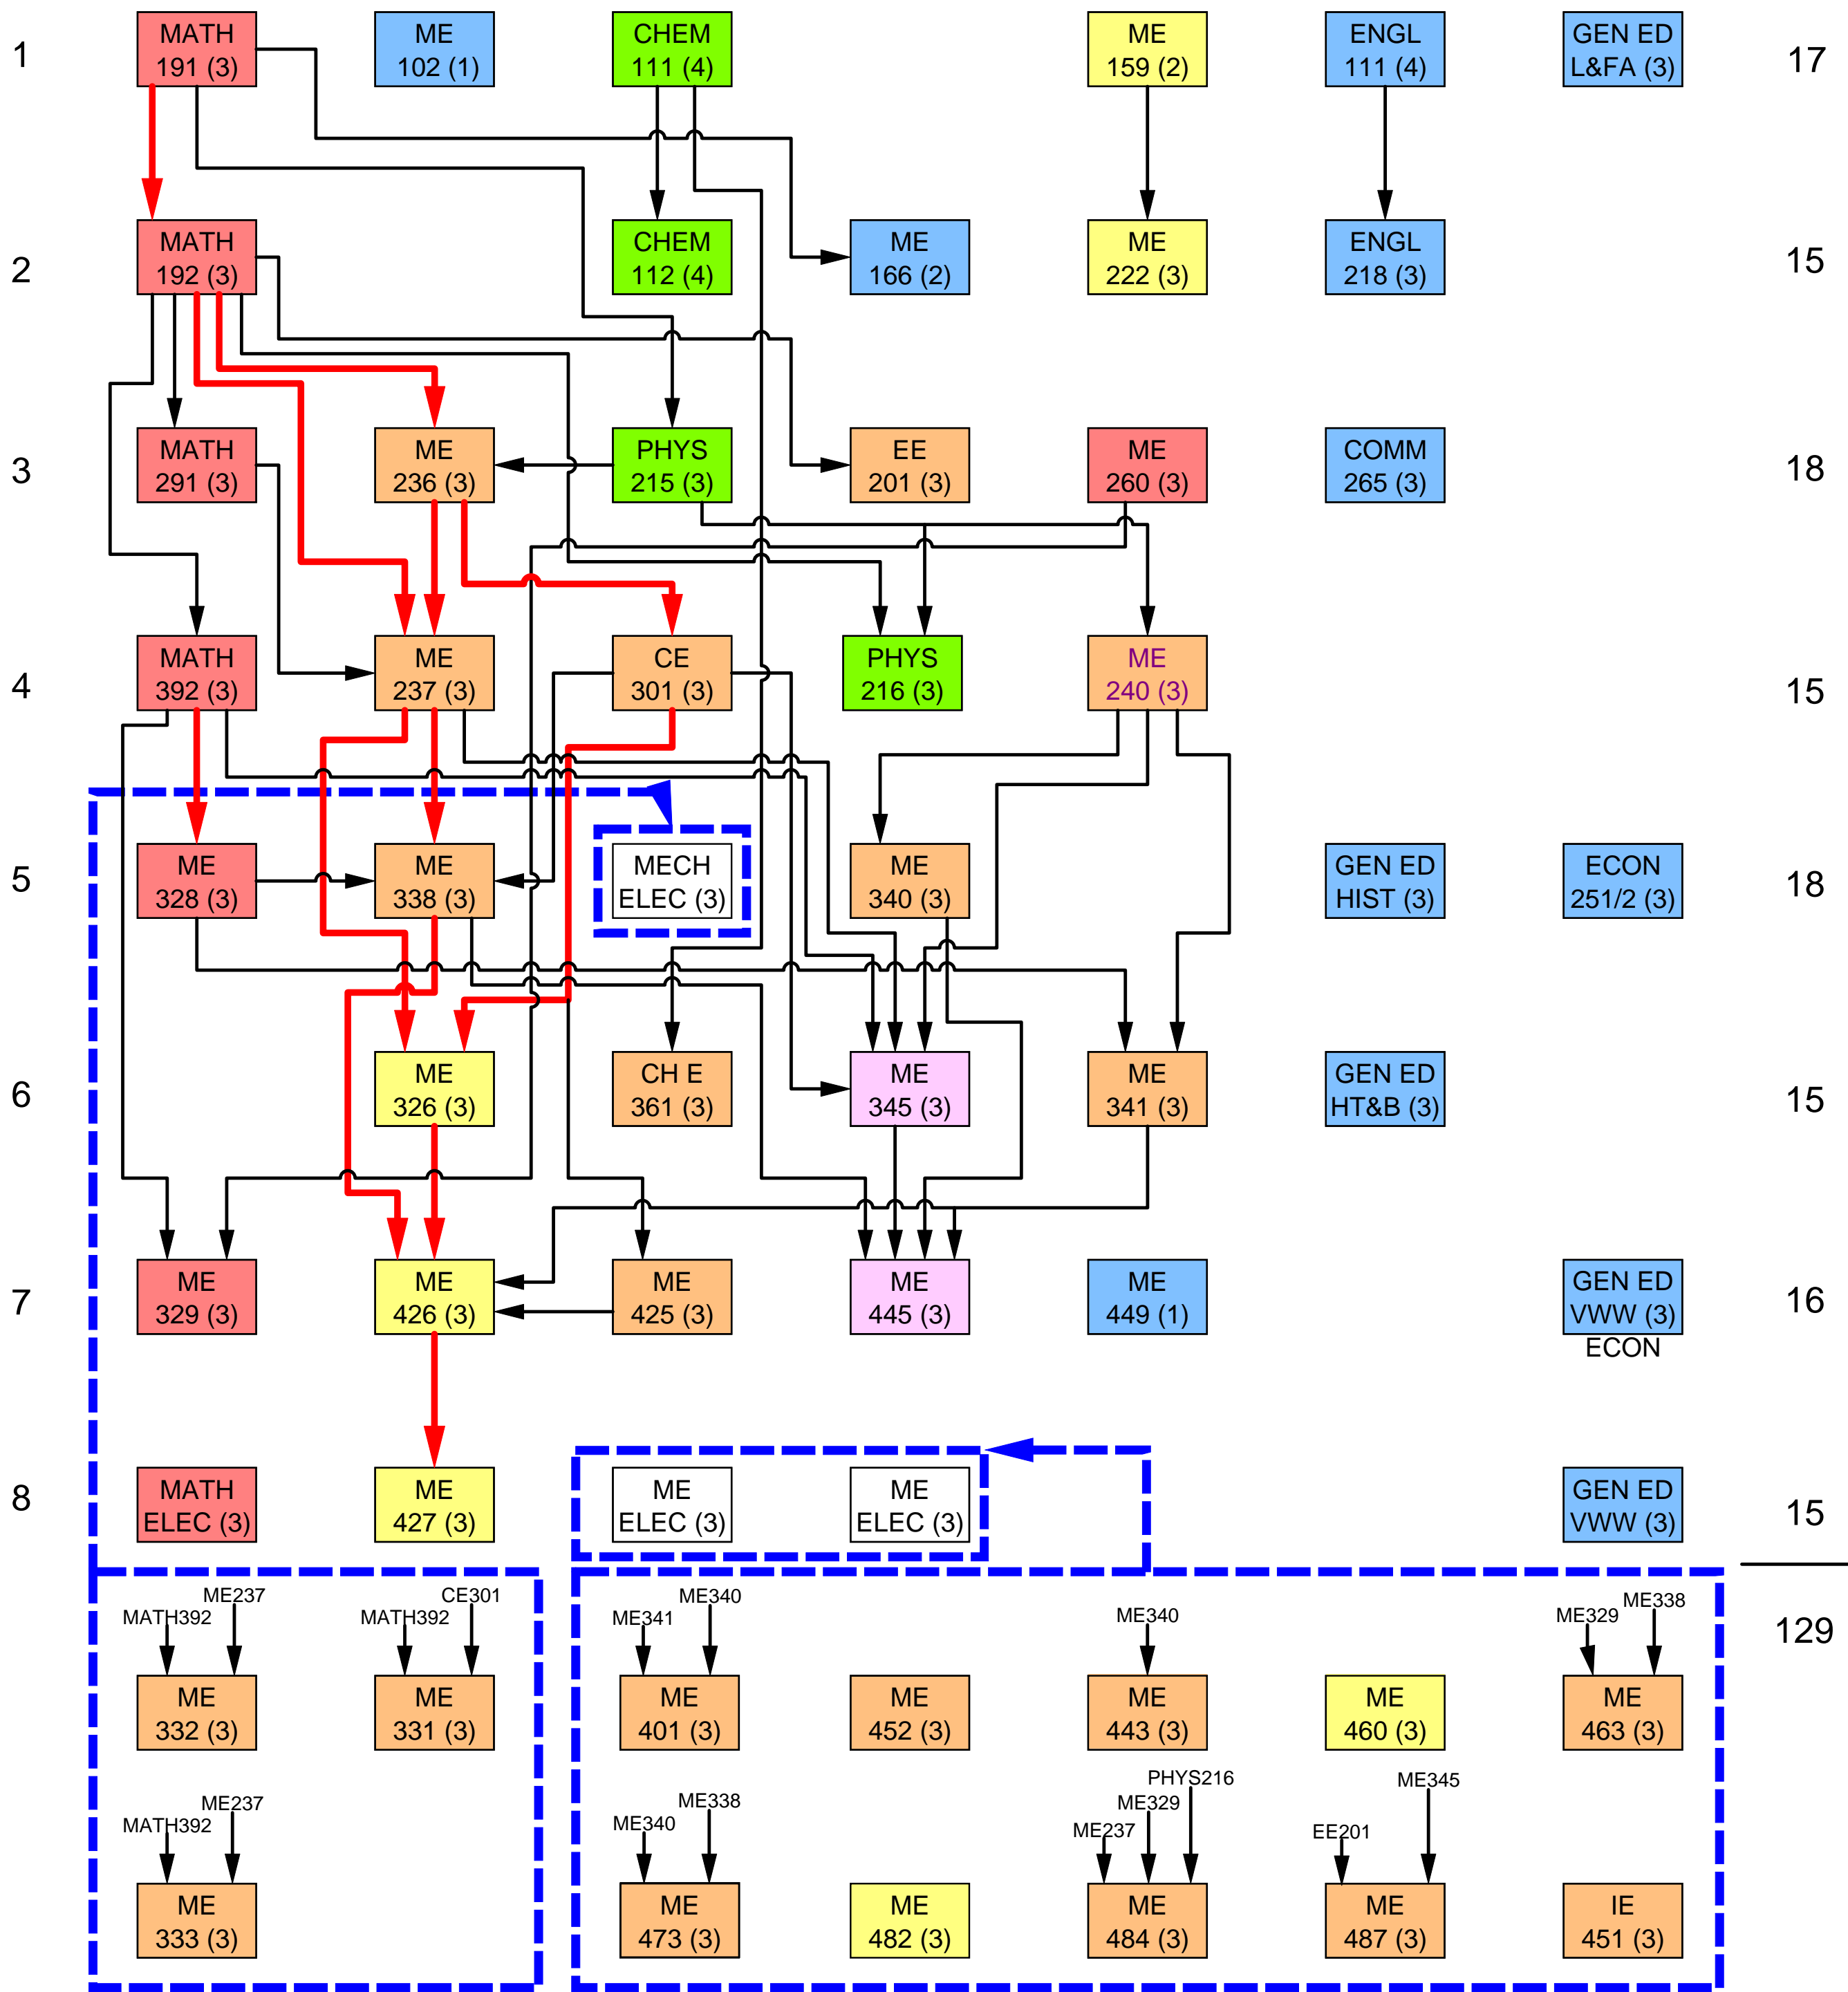 1
MATH
191 (3)
ME
102 (1)
CHEM
111 (4)
ME
159 (2)
ENGL
111 (4)
GEN ED
L&FA (3)
17
2
MATH
192 (3)
CHEM
112 (4)
ME
166 (2)
ME
222 (3)
ENGL
218 (3)
15
3
MATH
291 (3)
ME
236 (3)
PHYS
215 (3)
EE
201 (3)
ME
260 (3)
COMM
265 (3)
18
4
MATH
392 (3)
ME
237 (3)
CE
301 (3)
PHYS
216 (3)
ME
240 (3)
15
5
ME
328 (3)
ME
338 (3)
MECH
ELEC (3)
ME
340 (3)
GEN ED
HIST (3)
ECON
251/2 (3)
18
6
ME
326 (3)
CH E
361 (3)
ME
345 (3)
ME
341 (3)
GEN ED
HT&B (3)
15
7
ME
329 (3)
ME
426 (3)
ME
425 (3)
ME
445 (3)
ME
449 (1)
GEN ED
VWW (3)
ECON
16
8
MATH
ELEC (3)
ME
427 (3)
ME
ELEC (3)
ME
ELEC (3)
GEN ED
VWW (3)
15
129
MATH392
ME237
ME
332 (3)
MATH392
CE301
ME
331 (3)
ME341
ME340
ME
401 (3)
ME
452 (3)
ME340
ME
443 (3)
ME
460 (3)
ME329
ME338
ME
463 (3)
MATH392
ME237
ME
333 (3)
ME340
ME338
ME
473 (3)
ME
482 (3)
ME237
ME329
PHYS216
ME
484 (3)
EE201
ME345
ME
487 (3)
IE
451 (3)